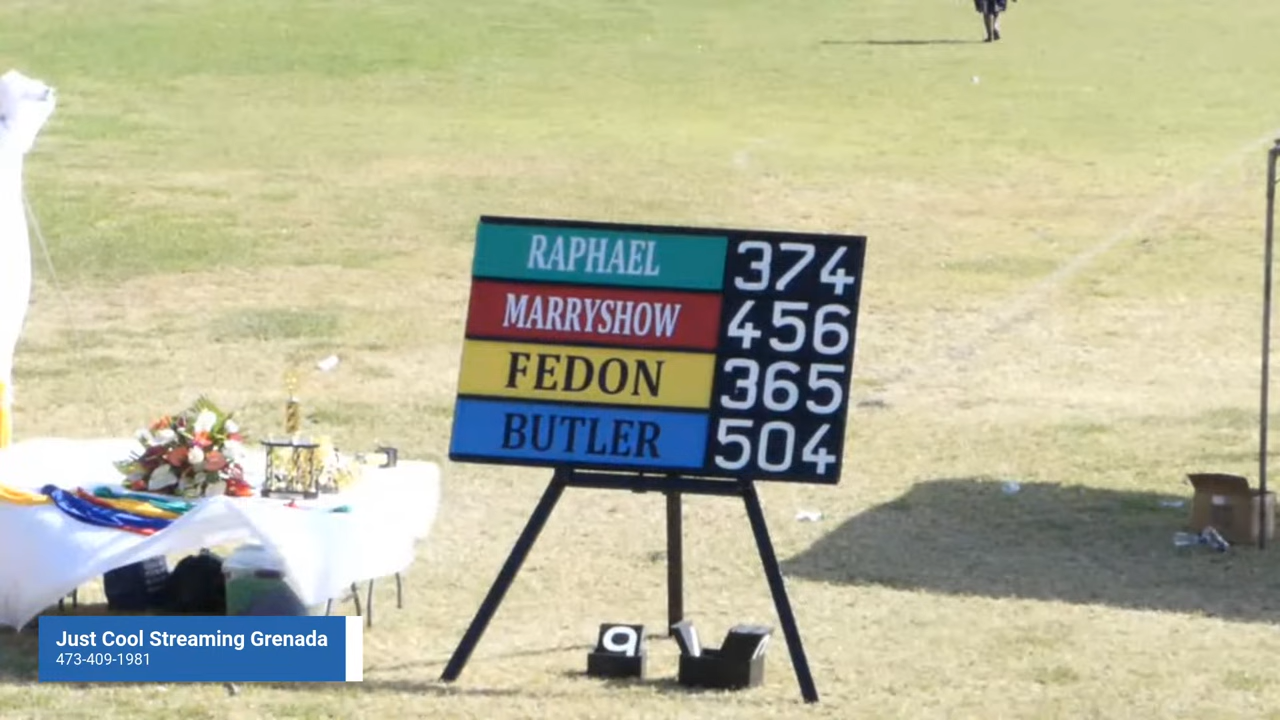 RAPHAEL 374
MARRYSHOW 456
FEDON 365
BUTLER 504
9
Just Cool Streaming Grenada
473-409-1981